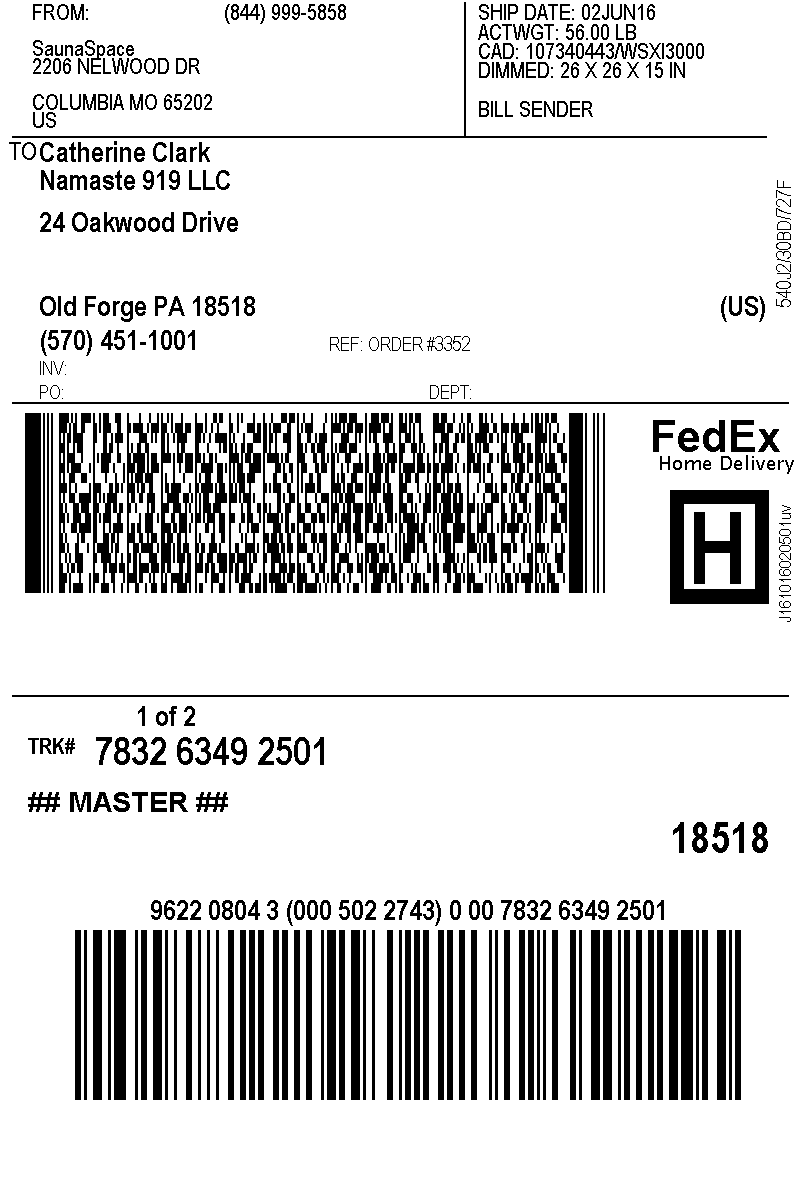 FROM: (844) 999-5858
SaunaSpace
2206 NELWOOD DR
COLUMBIA MO 65202
US
SHIP DATE: 02JUN16
ACTWGT: 56.00 LB
CAD: 107340443/WSXI3000
DIMMED: 26 X 26 X 15 IN
BILL SENDER
TO Catherine Clark
Namaste 919 LLC
24 Oakwood Drive
Old Forge PA 18518 (US)
(570) 451-1001 REF: ORDER #3352
INV:
PO: DEPT:
540J2/30BD/727F
FedEx
Home Delivery
H
J161016020501uv
1 of 2
TRK# 7832 6349 2501
## MASTER ##
18518
9622 0804 3 (000 502 2743) 0 00 7832 6349 2501